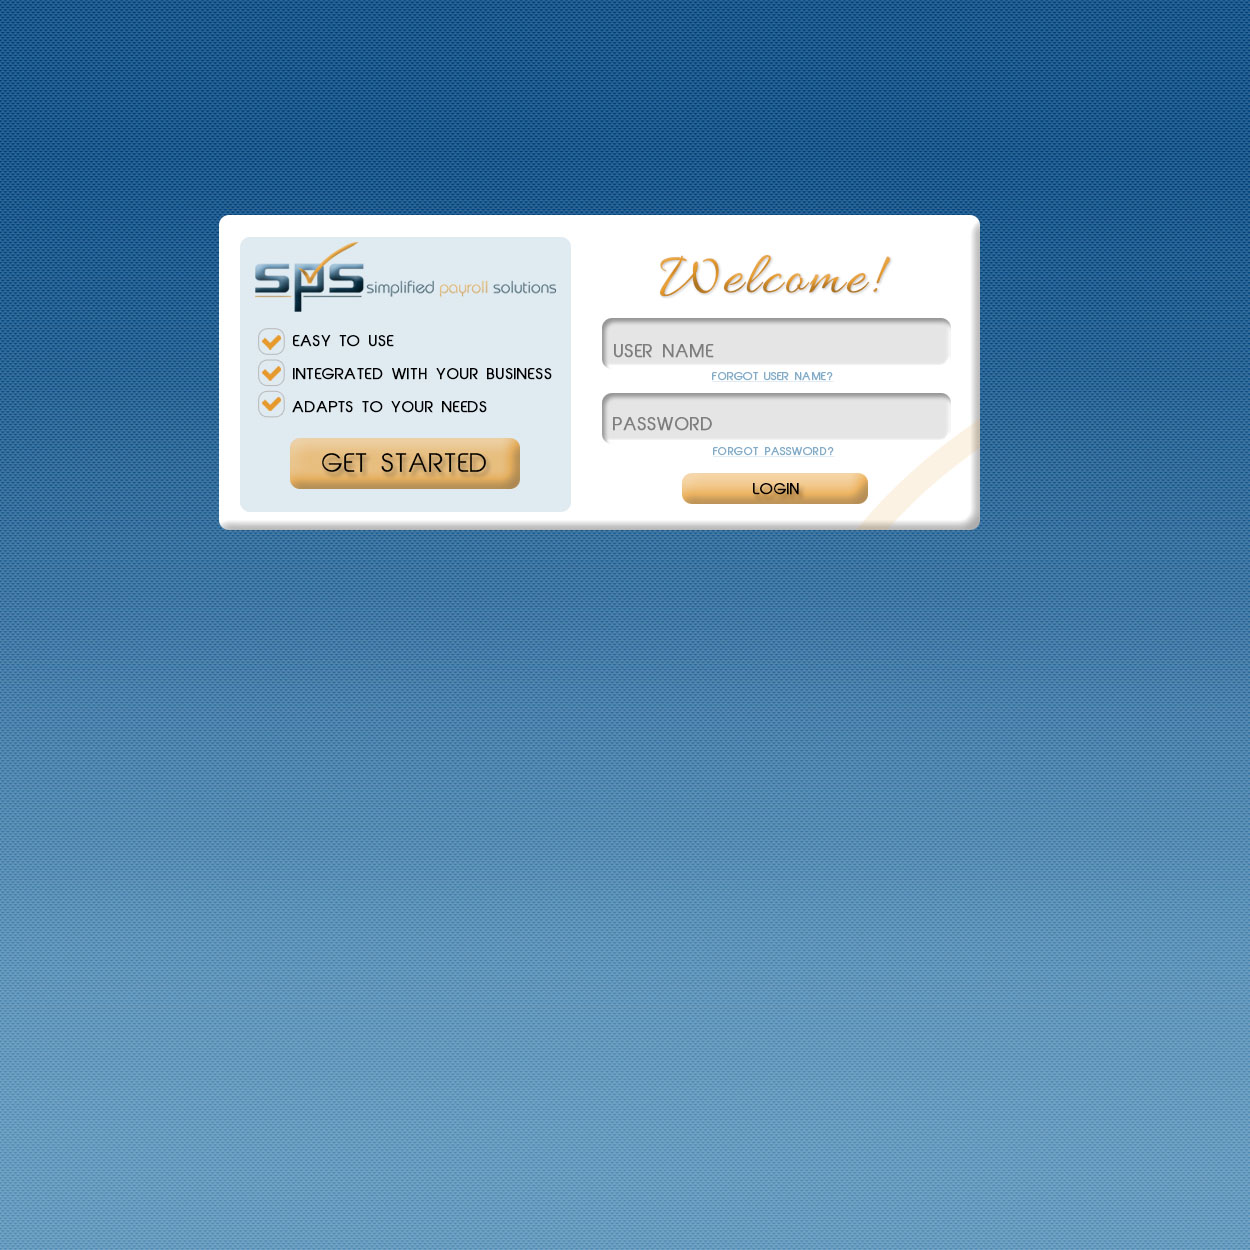 sps simplified payroll solutions
EASY TO USE
INTEGRATED WITH YOUR BUSINESS
ADAPTS TO YOUR NEEDS
GET STARTED
Welcome!
USER NAME
FORGOT USER NAME?
PASSWORD
FORGOT PASSWORD?
LOGIN